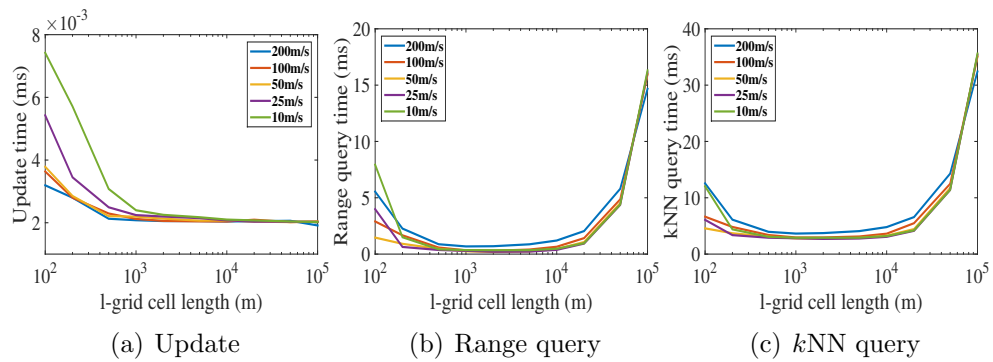 ×10⁻³
8
6
4
2
Update time (ms)
200m/s
100m/s
50m/s
25m/s
10m/s
10²
10³
10⁴
10⁵
l-grid cell length (m)
(a) Update
20
15
10
5
0
Range query time (ms)
200m/s
100m/s
50m/s
25m/s
10m/s
10²
10³
10⁴
10⁵
l-grid cell length (m)
(b) Range query
40
30
20
10
0
kNN query time (ms)
200m/s
100m/s
50m/s
25m/s
10m/s
10²
10³
10⁴
10⁵
l-grid cell length (m)
(c) kNN query